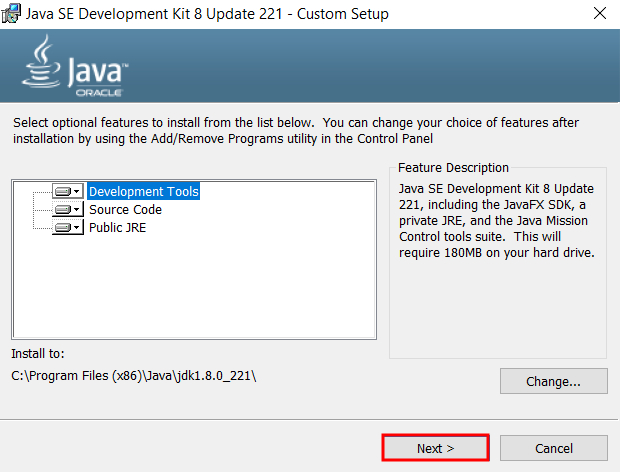 Java SE Development Kit 8 Update 221 - Custom Setup
Java™
ORACLE
Select optional features to install from the list below.  You can change your choice of features after
installation by using the Add/Remove Programs utility in the Control Panel
Development Tools
Source Code
Public JRE
Feature Description
Java SE Development Kit 8 Update
221, including the JavaFX SDK, a
private JRE, and the Java Mission
Control tools suite.  This will
require 180MB on your hard drive.
Install to:
C:\Program Files (x86)\Java\jdk1.8.0_221\
Change...
Next >
Cancel